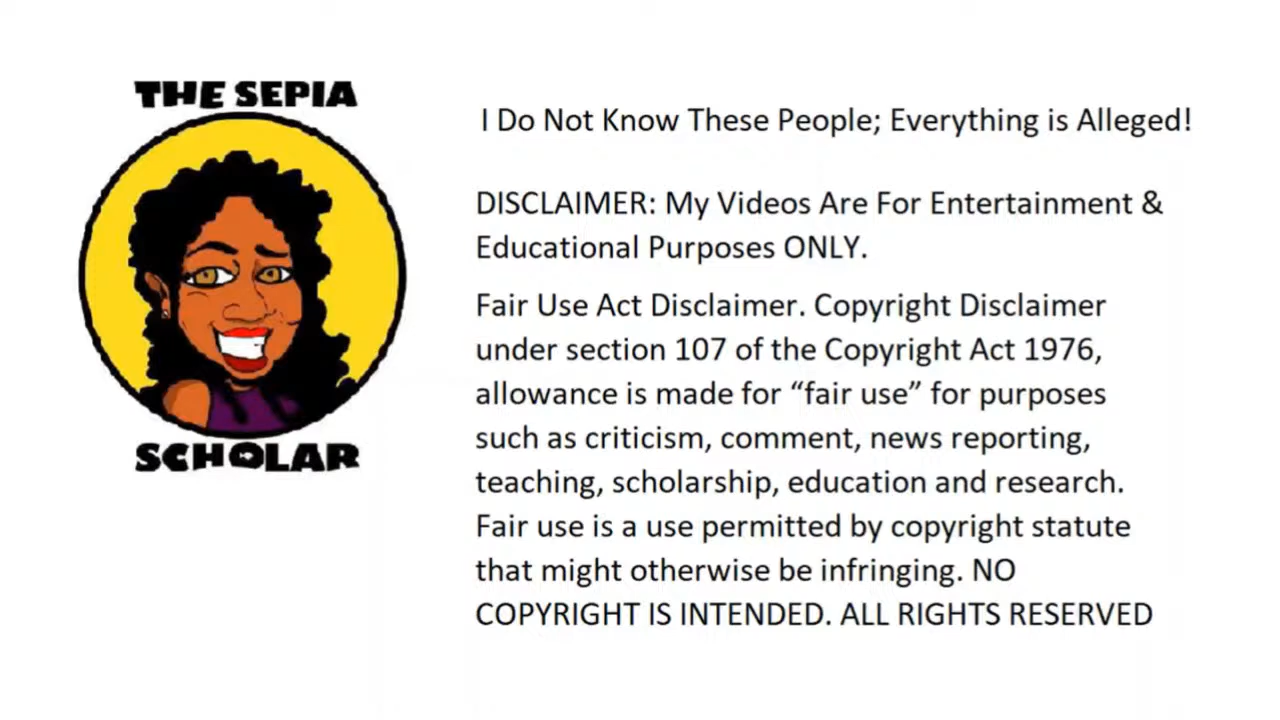 THE SEPIA
SCHOLAR
I Do Not Know These People; Everything is Alleged!
DISCLAIMER: My Videos Are For Entertainment &
Educational Purposes ONLY.
Fair Use Act Disclaimer. Copyright Disclaimer
under section 107 of the Copyright Act 1976,
allowance is made for “fair use” for purposes
such as criticism, comment, news reporting,
teaching, scholarship, education and research.
Fair use is a use permitted by copyright statute
that might otherwise be infringing. NO
COPYRIGHT IS INTENDED. ALL RIGHTS RESERVED